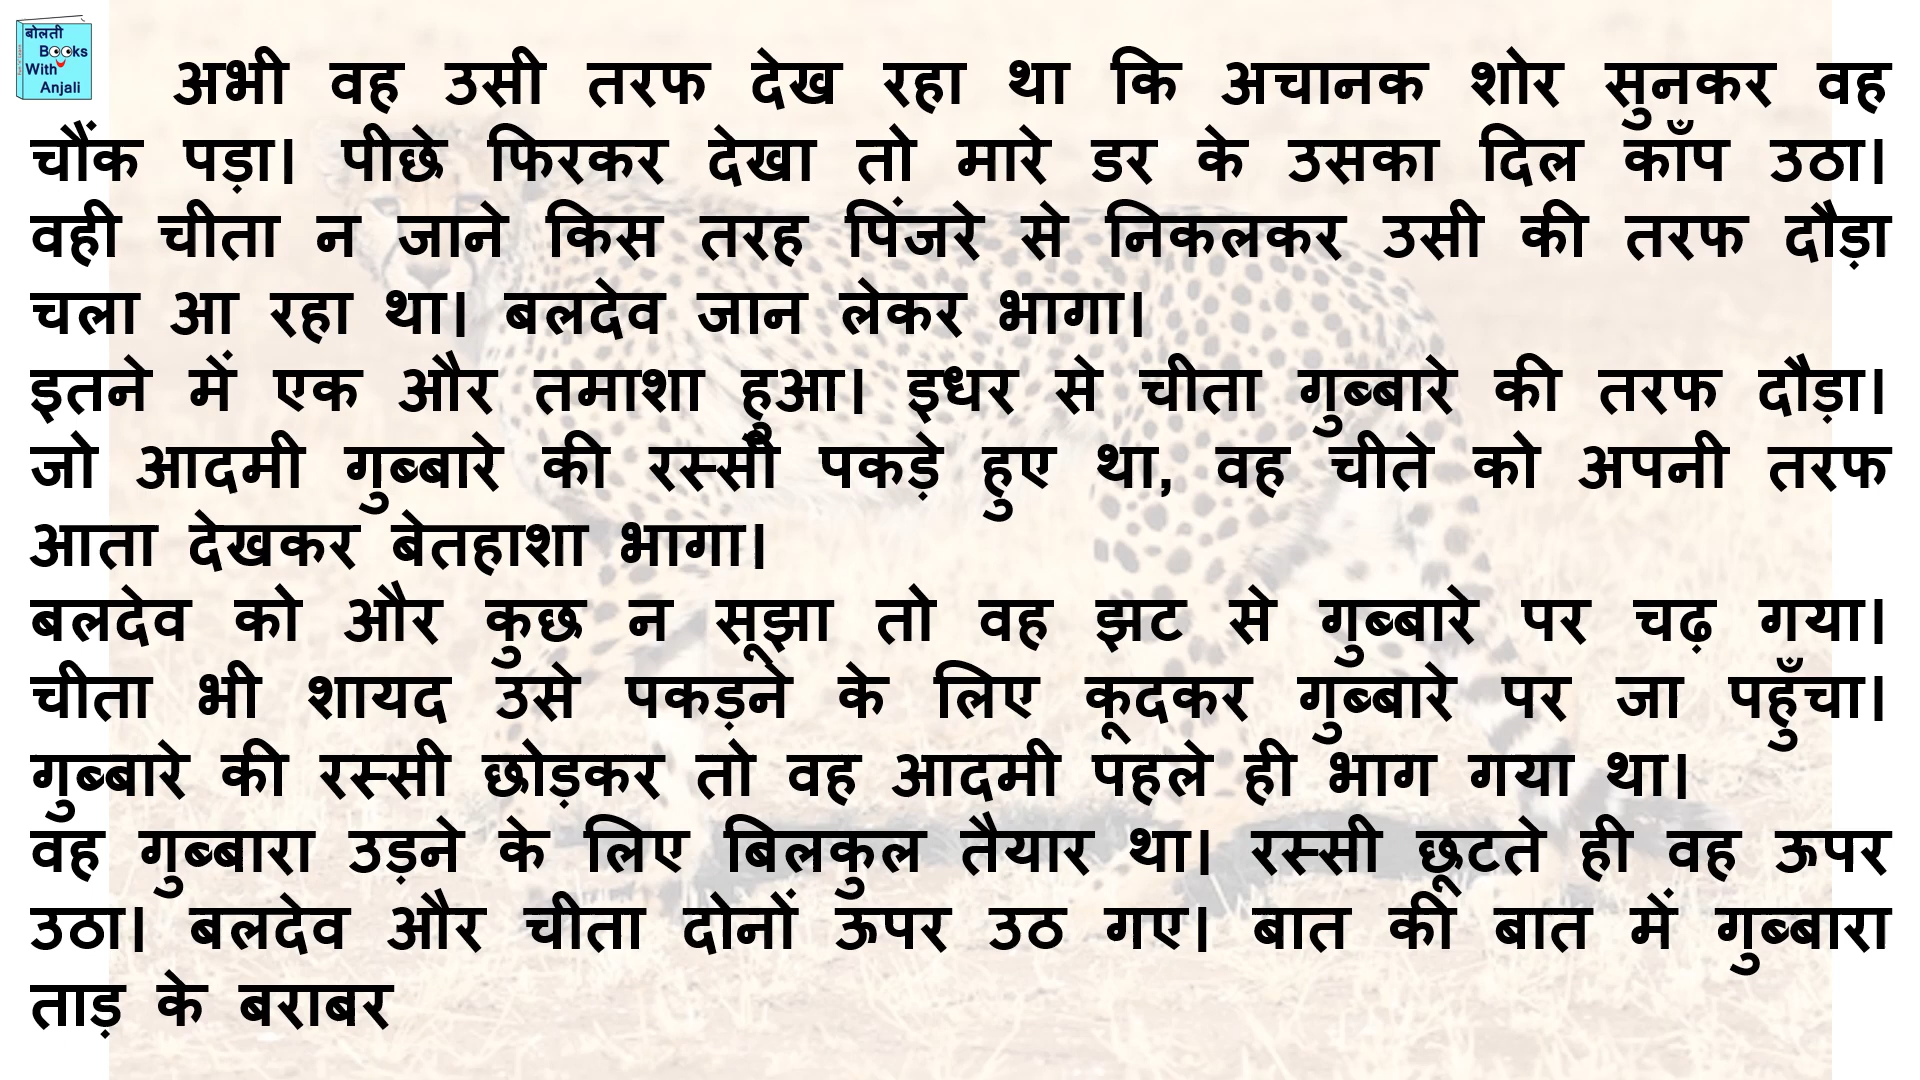 बोलती
Books
With
Anjali
अभी वह उसी तरफ देख रहा था कि अचानक शोर सुनकर वह
चौंक पड़ा। पीछे फिरकर देखा तो मारे डर के उसका दिल काँप उठा।
वही चीता न जाने किस तरह पिंजरे से निकलकर उसी की तरफ दौड़ा
चला आ रहा था। बलदेव जान लेकर भागा।
इतने में एक और तमाशा हुआ। इधर से चीता गुब्बारे की तरफ दौड़ा।
जो आदमी गुब्बारे की रस्सी पकड़े हुए था, वह चीते को अपनी तरफ
आता देखकर बेतहाशा भागा।
बलदेव को और कुछ न सूझा तो वह झट से गुब्बारे पर चढ़ गया।
चीता भी शायद उसे पकड़ने के लिए कूदकर गुब्बारे पर जा पहुँचा।
गुब्बारे की रस्सी छोड़कर तो वह आदमी पहले ही भाग गया था।
वह गुब्बारा उड़ने के लिए बिलकुल तैयार था। रस्सी छूटते ही वह ऊपर
उठा। बलदेव और चीता दोनों ऊपर उठ गए। बात की बात में गुब्बारा
ताड़ के बराबर